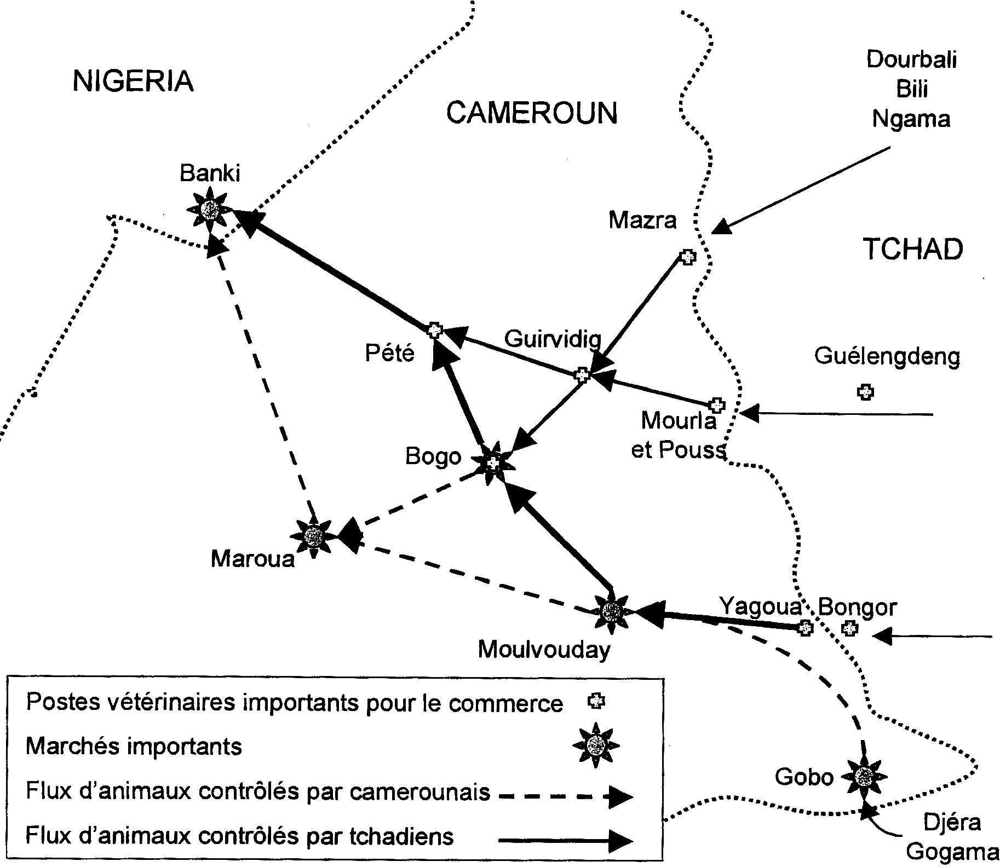 NIGERIA
CAMEROUN
Dourbali
Bili
Ngama
Banki
Mazra
TCHAD
Guirvidig
Pété
Guélengdeng
Mourla
et Pouss
Bogo
Maroua
Yagoua
Bongor
Moulvouday
Gobo
Djéra
Gogama
Postes vétérinaires importants pour le commerce
Marchés importants
Flux d'animaux contrôlés par camerounais
Flux d'animaux contrôlés par tchadiens